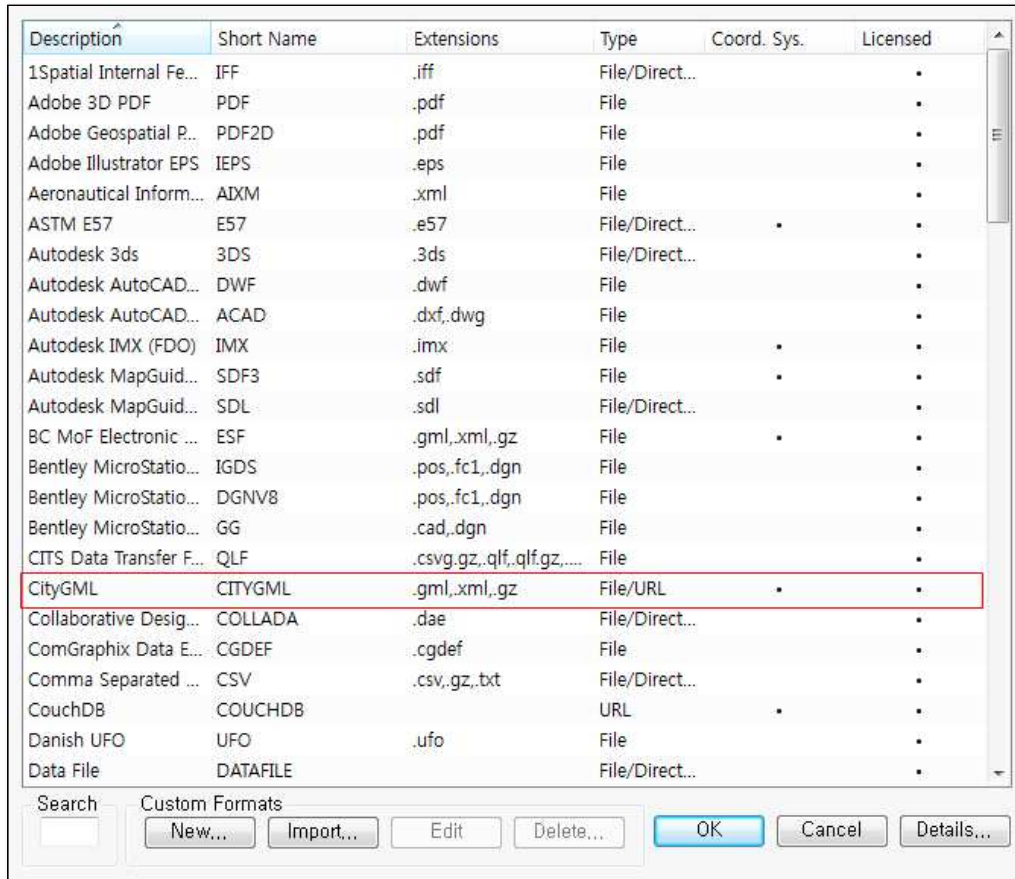 Description Short Name Extensions Type Coord. Sys. Licensed
1Spatial Internal Fe... IFF .iff File/Direct... •
Adobe 3D PDF PDF .pdf File •
Adobe Geospatial P... PDF2D .pdf File •
Adobe Illustrator EPS IEPS .eps File •
Aeronautical Inform... AIXM .xml File •
ASTM E57 E57 .e57 File/Direct... • •
Autodesk 3ds 3DS .3ds File/Direct... •
Autodesk AutoCAD... DWF .dwf File •
Autodesk AutoCAD... ACAD .dxf,.dwg File •
Autodesk IMX (FDO) IMX .imx File • •
Autodesk MapGuid... SDF3 .sdf File • •
Autodesk MapGuid... SDL .sdl File/Direct... •
BC MoF Electronic ... ESF .gml,.xml,.gz File • •
Bentley MicroStatio... IGDS .pos,.fc1,.dgn File •
Bentley MicroStatio... DGNV8 .pos,.fc1,.dgn File •
Bentley MicroStatio... GG .cad,.dgn File •
CITS Data Transfer F... QLF .csvg.gz,.qlf,.qlf.gz,.... File •
CityGML CITYGML .gml,.xml,.gz File/URL • •
Collaborative Desig... COLLADA .dae File/Direct... •
ComGraphix Data E... CGDEF .cgdef File •
Comma Separated ... CSV .csv,.gz,.txt File/Direct... •
CouchDB COUCHDB URL • •
Danish UFO UFO .ufo File •
Data File DATAFILE File/Direct... •
Search Custom Formats
New... Import... Edit Delete... OK Cancel Details...